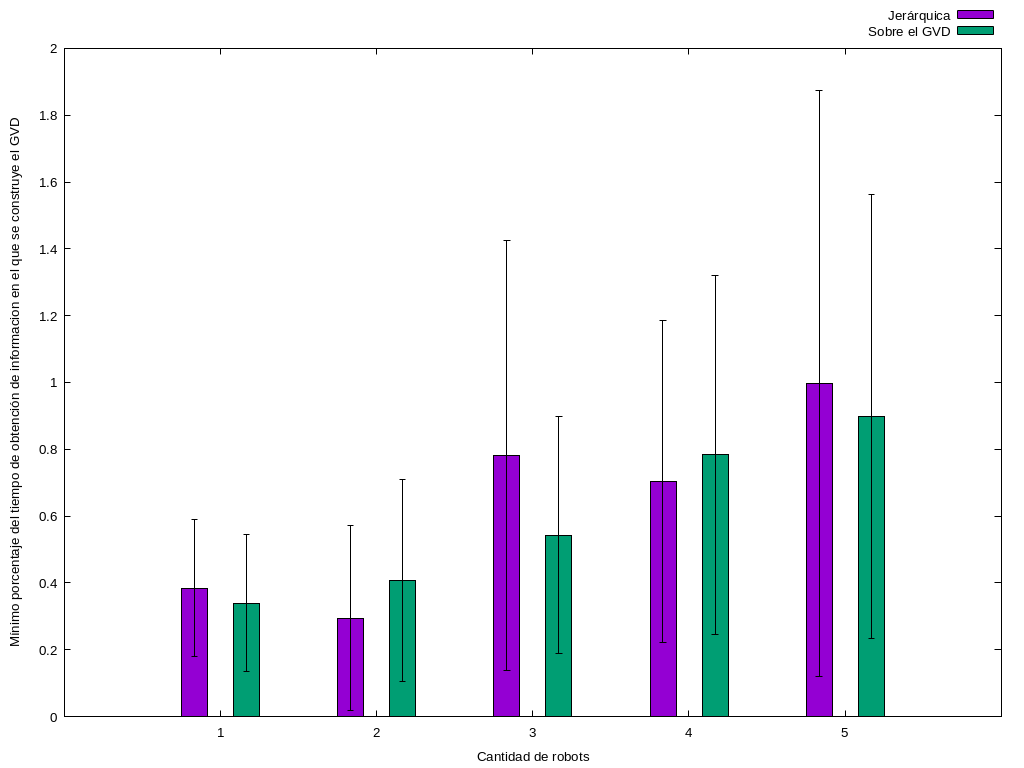 Jerárquica
Sobre el GVD
2
1.8
1.6
1.4
1.2
1
0.8
0.6
0.4
0.2
0
Mínimo porcentaje del tiempo de obtención de informacion en el que se construye el GVD
1 2 3 4 5
Cantidad de robots